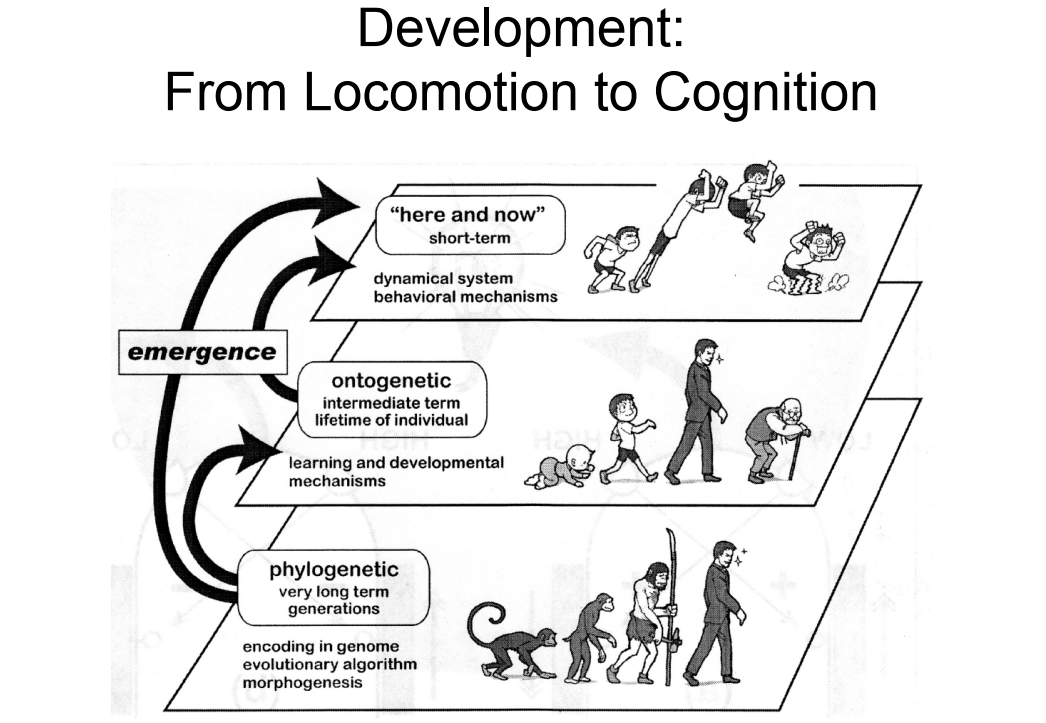 Development:
From Locomotion to Cognition
“here and now”
short-term
dynamical system
behavioral mechanisms
emergence
ontogenetic
intermediate term
lifetime of individual
learning and developmental
mechanisms
phylogenetic
very long term
generations
encoding in genome
evolutionary algorithm
morphogenesis